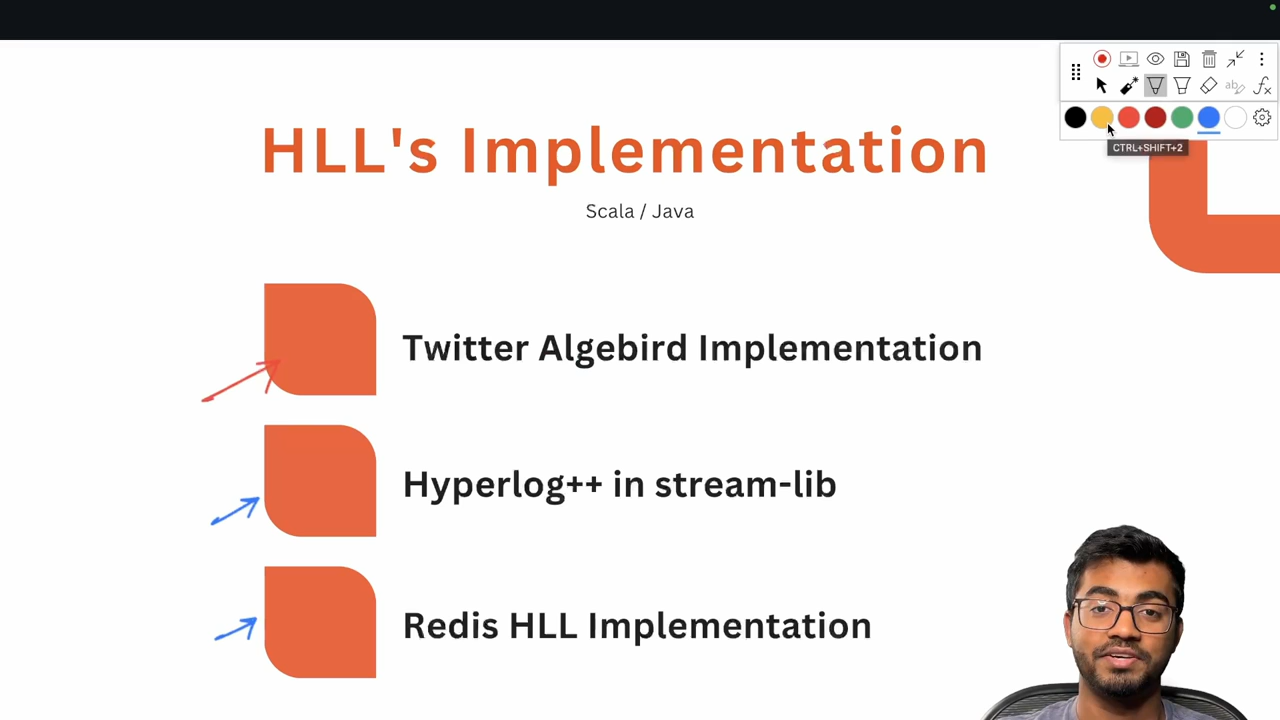 CTRL+SHIFT+2
HLL's Implementation
Scala / Java
Twitter Algebird Implementation
Hyperlog++ in stream-lib
Redis HLL Implementation